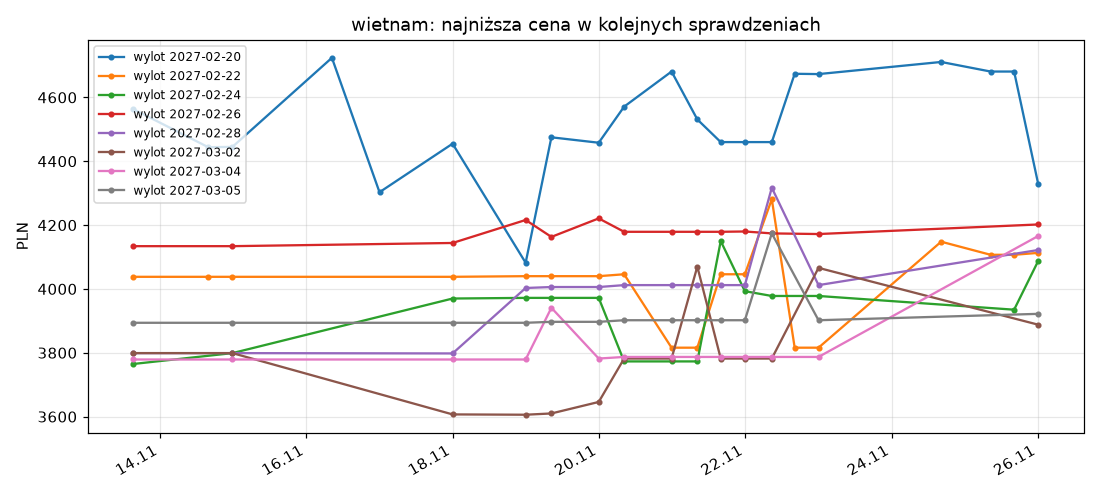 wietnam: najniższa cena w kolejnych sprawdzeniach
wylot 2027-02-20
wylot 2027-02-22
wylot 2027-02-24
wylot 2027-02-26
wylot 2027-02-28
wylot 2027-03-02
wylot 2027-03-04
wylot 2027-03-05
PLN
4600
4400
4200
4000
3800
3600
14.11
16.11
18.11
20.11
22.11
24.11
26.11